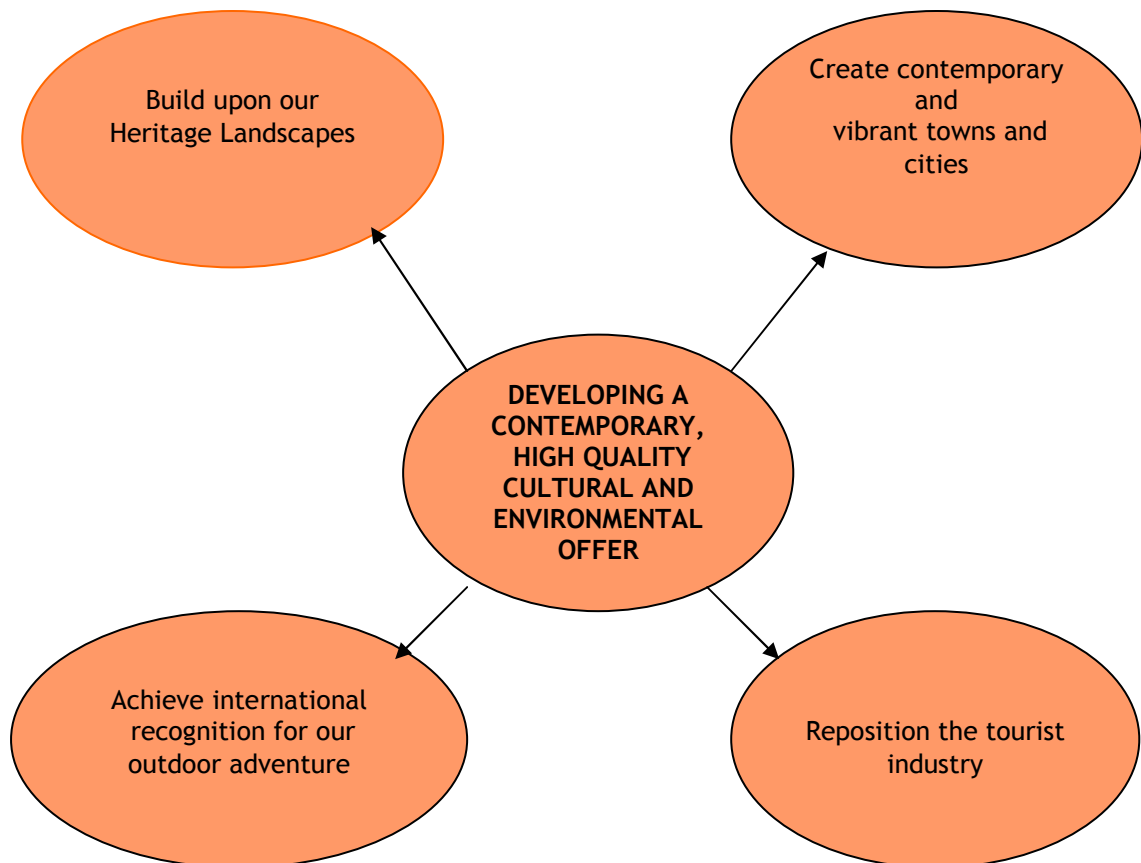 Build upon our
Heritage Landscapes
Create contemporary
and
vibrant towns and
cities
DEVELOPING A
CONTEMPORARY,
HIGH QUALITY
CULTURAL AND
ENVIRONMENTAL
OFFER
Achieve international
recognition for our
outdoor adventure
Reposition the tourist
industry